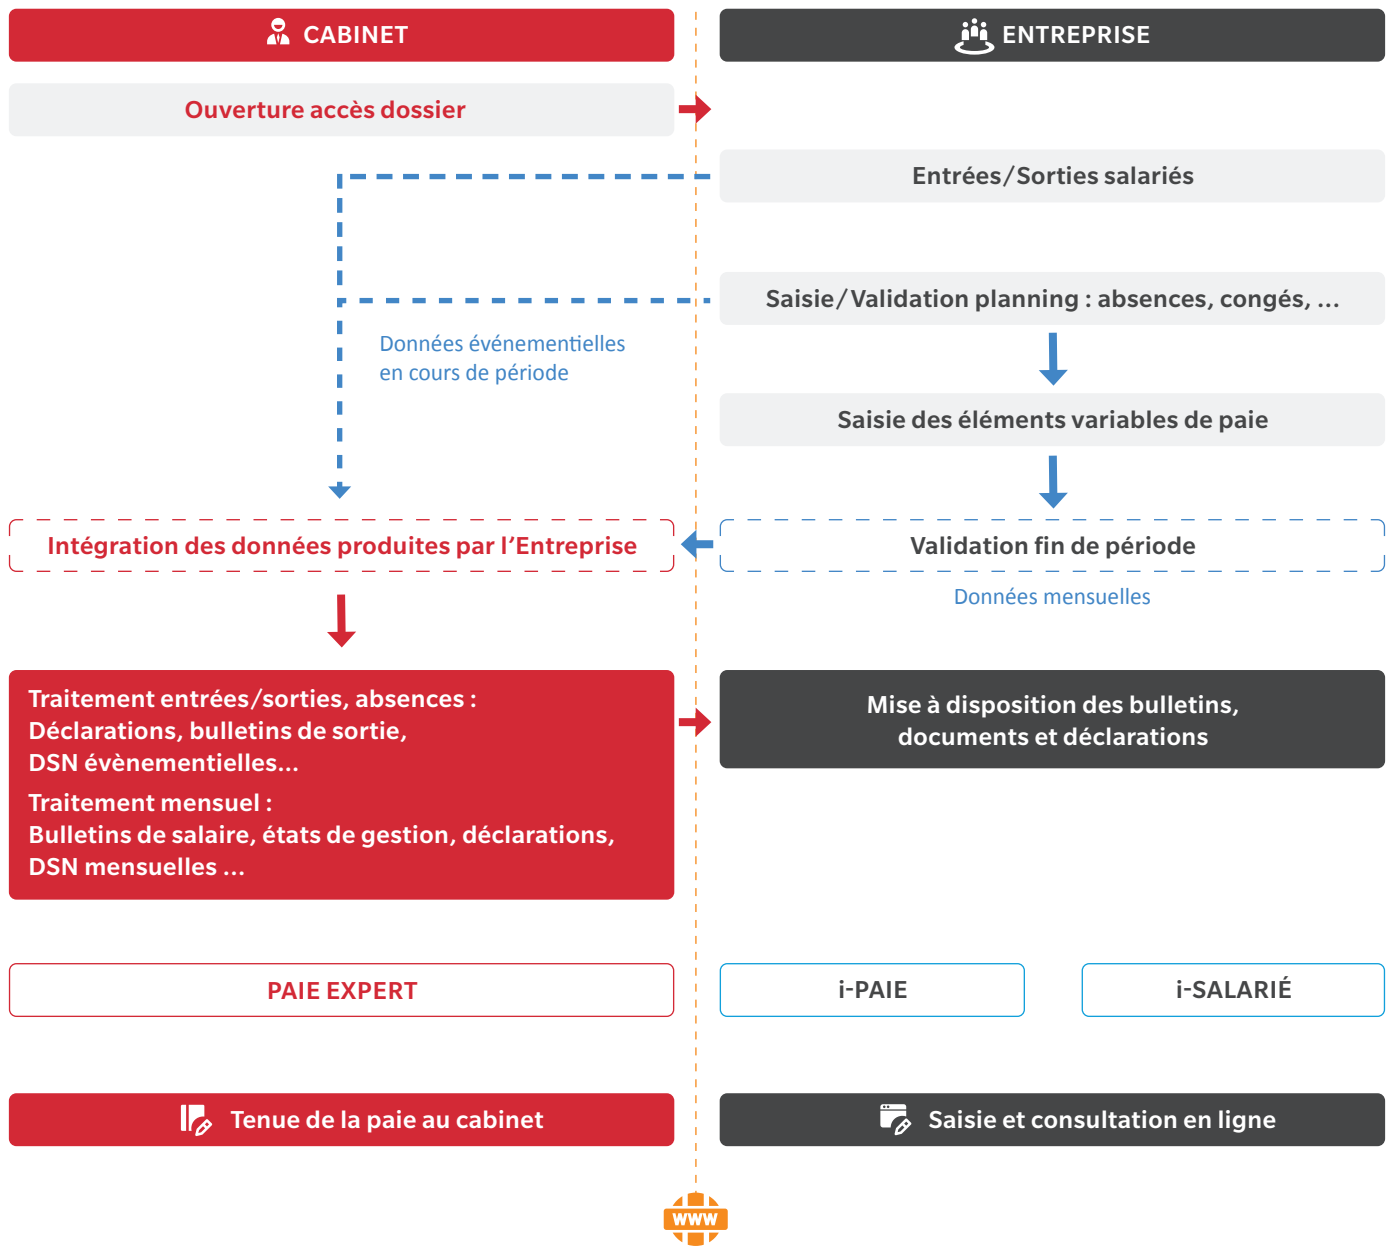 CABINET
ENTREPRISE
Ouverture accès dossier
Entrées/Sorties salariés
Saisie/Validation planning : absences, congés, ...
Données événementielles
en cours de période
Saisie des éléments variables de paie
Intégration des données produites par l’Entreprise
Validation fin de période
Données mensuelles
Traitement entrées/sorties, absences :
Déclarations, bulletins de sortie,
DSN évènementielles...
Traitement mensuel :
Bulletins de salaire, états de gestion, déclarations,
DSN mensuelles ...
Mise à disposition des bulletins,
documents et déclarations
PAIE EXPERT
i-PAIE
i-SALARIÉ
Tenue de la paie au cabinet
Saisie et consultation en ligne
WWW